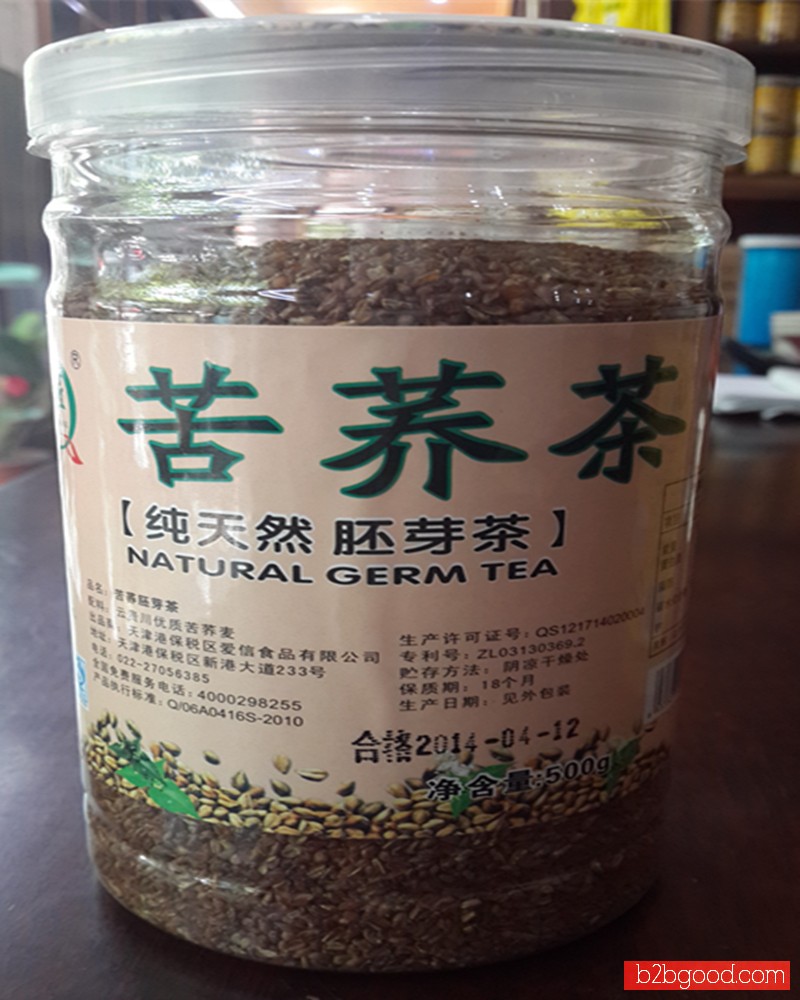 ®
苦荞茶
【纯天然 胚芽茶】
NATURAL GERM TEA
品名：苦荞胚芽茶
配料：云贵川优质苦荞麦
天津港保税区爱信食品有限公司
地址：天津港保税区新港大道233号
电话：022-27056385
全国免费服务电话：4000298255
产品执行标准：Q/06A0416S-2010
生产许可证号：QS121714020004
专利号：ZL03130369.2
贮存方法：阴凉干燥处
保质期：18个月
生产日期：见外包装
合格2014-04-12
净含量:500g
b2bgood.com